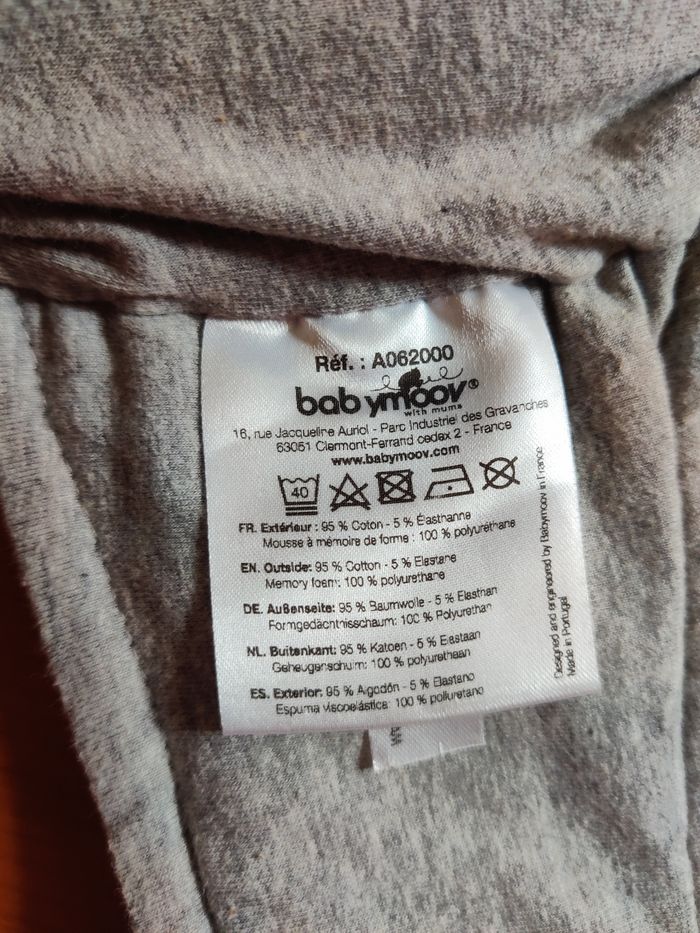 Réf. : A062000
babymoov®
with mums
16, rue Jacqueline Auriol - Parc Industriel des Gravanches
63051 Clermont-Ferrand cedex 2 - France
www.babymoov.com
40
FR. Extérieur : 95 % Coton - 5 % Éasthanne
Mousse à mémoire de forme : 100 % polyuréthane
EN. Outside: 95 % Cotton - 5 % Elastane
Memory foam: 100 % polyurethane
DE. Außenseite: 95 % Baumwolle - 5 % Elasthan
Formgedächtnisschaum: 100 % Polyurethan
NL. Buitenkant: 95 % Katoen - 5 % Elastaan
Geheugenschuim: 100 % polyurethaan
ES. Exterior: 95 % Algodón - 5 % Elastano
Espuma viscoelástica: 100 % poliuretano
Designed and engineered by Babymoov in France
Made in Portugal